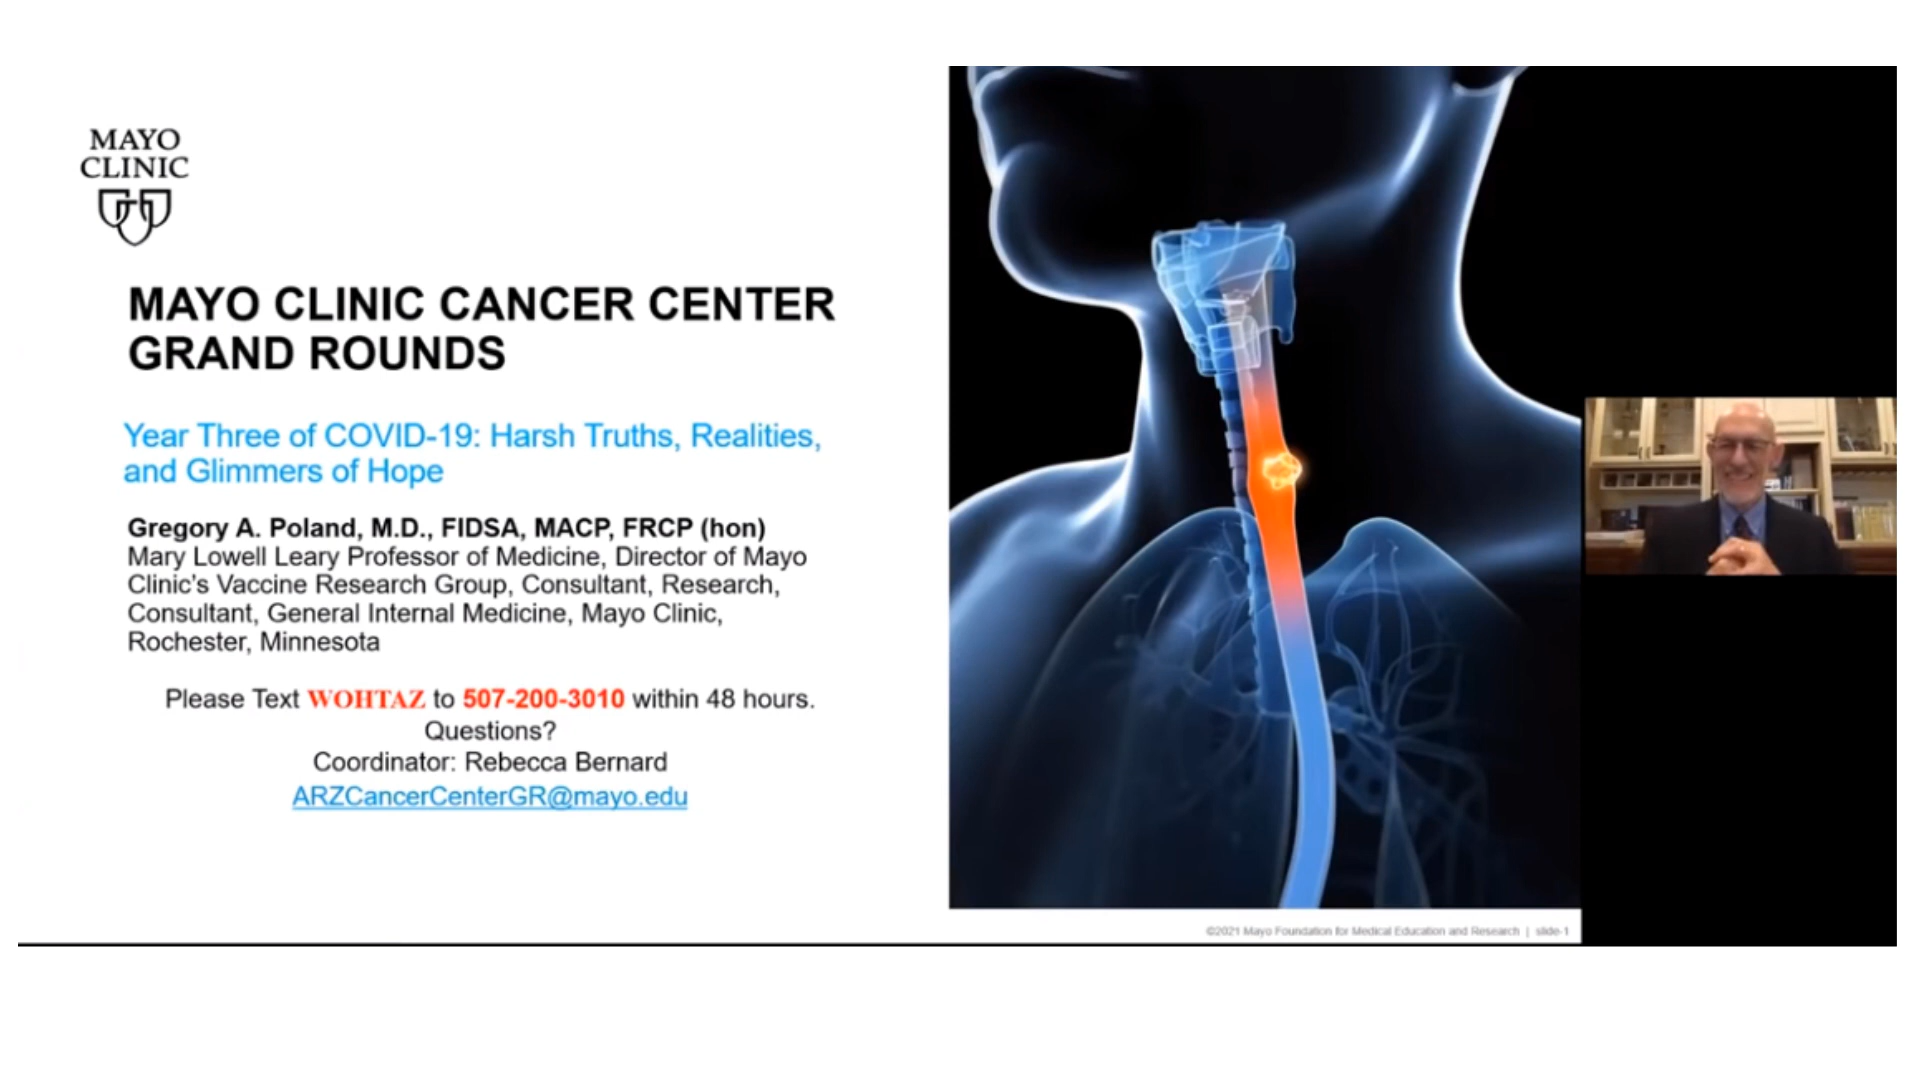 MAYO
CLINIC
MAYO CLINIC CANCER CENTER
GRAND ROUNDS
Year Three of COVID-19: Harsh Truths, Realities,
and Glimmers of Hope
Gregory A. Poland, M.D., FIDSA, MACP, FRCP (hon)
Mary Lowell Leary Professor of Medicine, Director of Mayo
Clinic's Vaccine Research Group, Consultant, Research,
Consultant, General Internal Medicine, Mayo Clinic,
Rochester, Minnesota
Please Text WOHTAZ to 507-200-3010 within 48 hours.
Questions?
Coordinator: Rebecca Bernard
ARZCancerCenterGR@mayo.edu
©2021 Mayo Foundation for Medical Education and Research | slide-1